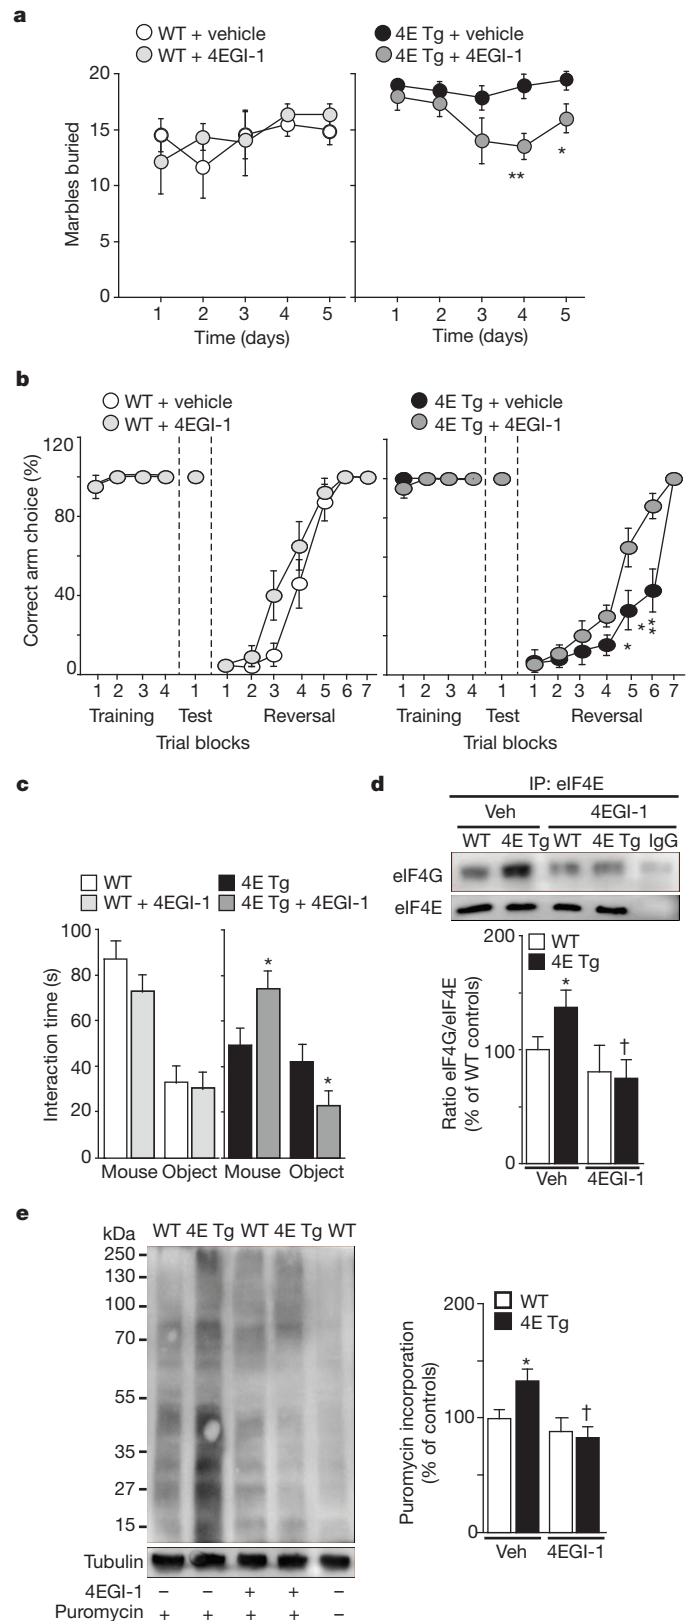 a
WT + vehicle
WT + 4EGI-1
4E Tg + vehicle
4E Tg + 4EGI-1
Marbles buried
20
15
10
5
0
**
*
1 2 3 4 5
1 2 3 4 5
Time (days)
Time (days)
b
WT + vehicle
WT + 4EGI-1
4E Tg + vehicle
4E Tg + 4EGI-1
Correct arm choice (%)
120
80
40
0
*
*
**
1 2 3 4 1 1 2 3 4 5 6 7
1 2 3 4 1 1 2 3 4 5 6 7
Training Test Reversal
Training Test Reversal
Trial blocks
Trial blocks
c
WT
WT + 4EGI-1
4E Tg
4E Tg + 4EGI-1
Interaction time (s)
100
80
60
40
20
0
*
*
Mouse Object Mouse Object
d
IP: eIF4E
Veh 4EGI-1
WT 4E Tg WT 4E Tg IgG
eIF4G
eIF4E
WT
4E Tg
Ratio eIF4G/eIF4E
(% of WT controls)
200
100
0
*
†
Veh 4EGI-1
e
kDa WT 4E Tg WT 4E Tg WT
250
130
100
70
55
35
27
15
Tubulin
4EGI-1 – – + + –
Puromycin + + + + –
WT
4E Tg
Puromycin incorporation
(% of controls)
200
100
0
*
†
Veh 4EGI-1